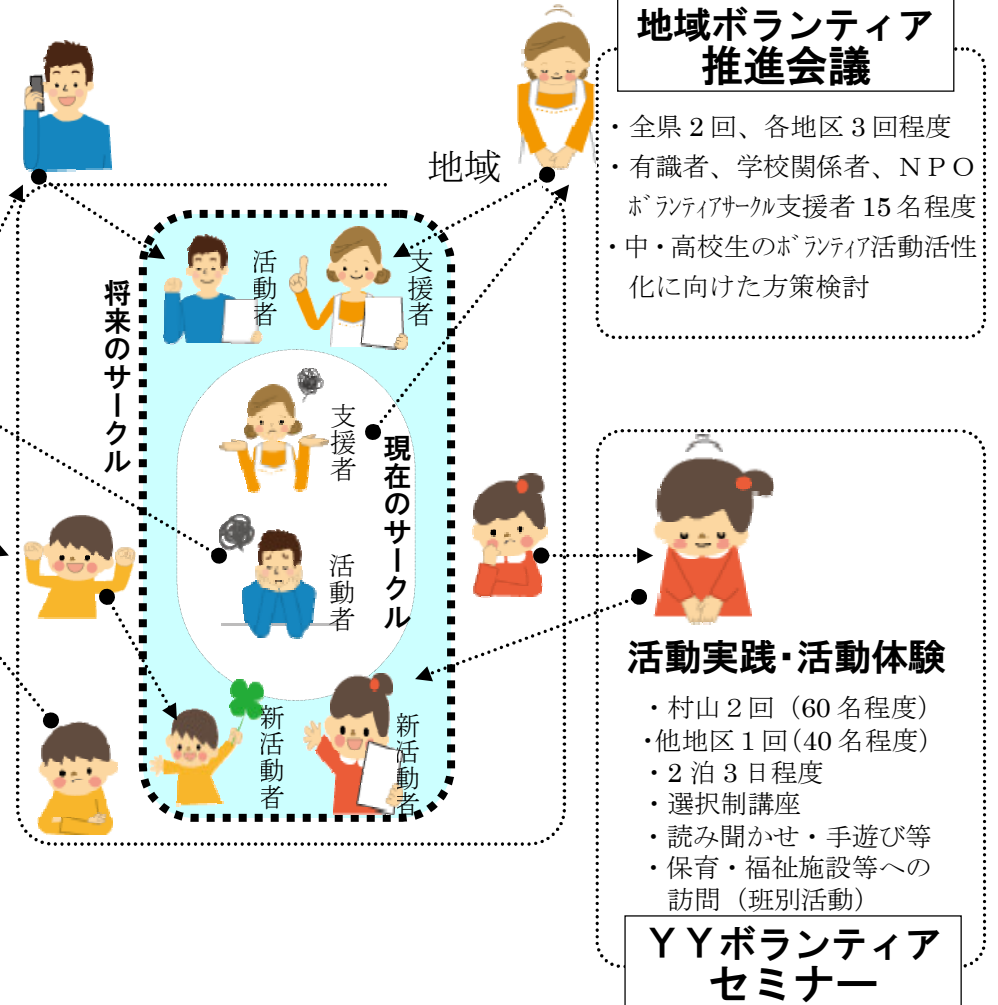 地域ボランティア
推進会議
・全県２回、各地区３回程度
・有識者、学校関係者、ＮＰＯ
ﾎﾞﾗﾝﾃｨｱｻｰｸﾙ支援者 15 名程度
・中・高校生のﾎﾞﾗﾝﾃｨｱ活動活性
化に向けた方策検討
地域
将来のサークル
活動者
支援者
支援者
現在のサークル
活動者
新活動者
新活動者
活動実践・活動体験
・村山２回（60 名程度）
・他地区１回（40 名程度）
・２泊３日程度
・選択制講座
・読み聞かせ・手遊び等
・保育・福祉施設等への
訪問（班別活動）
ＹＹボランティア
セミナー